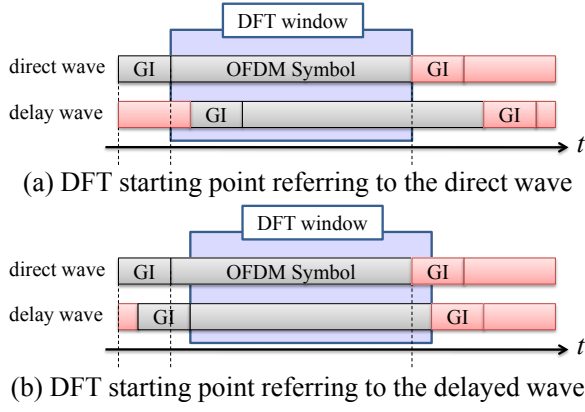 DFT window
direct wave GI OFDM Symbol GI
delay wave GI GI
t
(a) DFT starting point referring to the direct wave
DFT window
direct wave GI OFDM Symbol GI
delay wave GI GI
t
(b) DFT starting point referring to the delayed wave